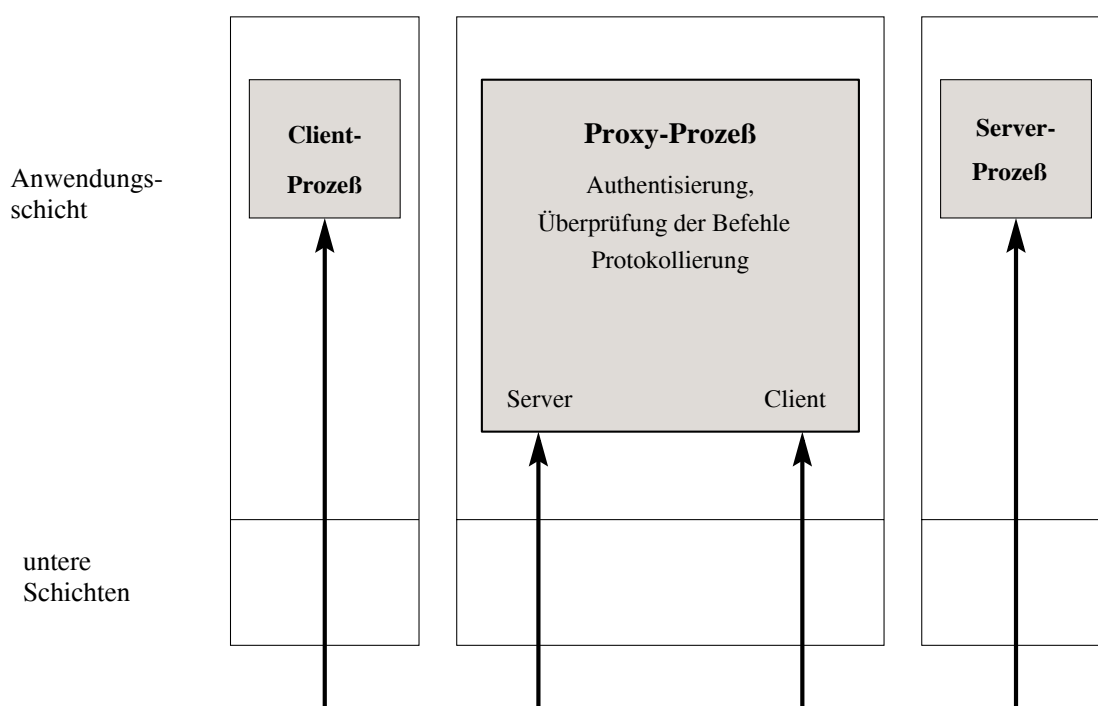 Anwendungs-
schicht
Client-
Prozeß
Proxy-Prozeß
Authentisierung,
Überprüfung der Befehle
Protokollierung
Server
Client
Server-
Prozeß
untere
Schichten